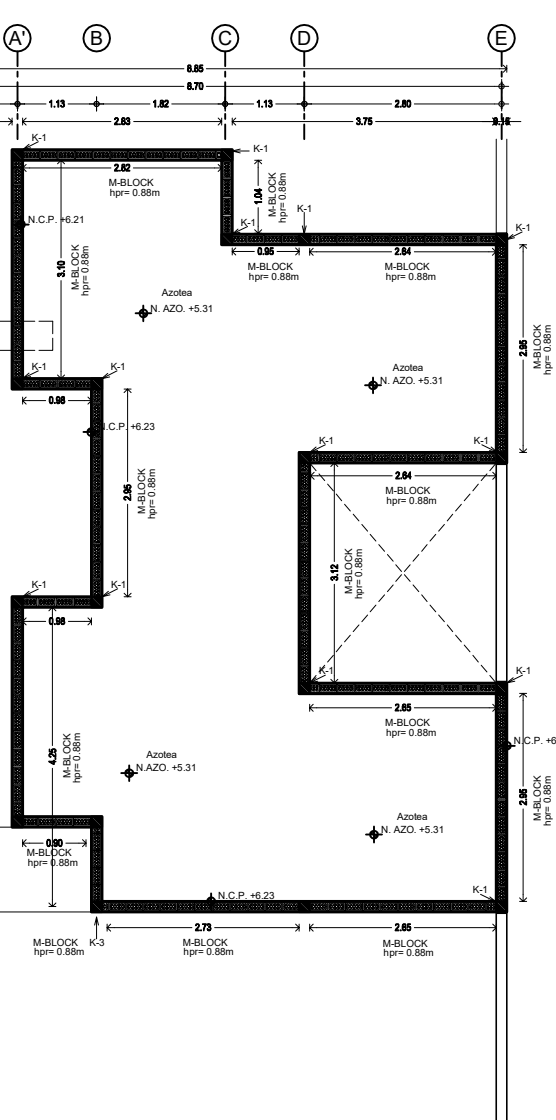 A' B C D E
6.85
6.70
1.13 1.82 1.13 2.80
2.83 3.75
K-1 K-1
2.62
M-BLOCK
hpr= 0.88m
1.04
M-BLOCK
hpr= 0.88m
K-1 K-1 K-1
N.C.P. +6.21
0.95 2.64
M-BLOCK
hpr= 0.88m
M-BLOCK
hpr= 0.88m
3.10
M-BLOCK
hpr= 0.88m
Azotea
N. AZO. +5.31
2.95
M-BLOCK
hpr= 0.88m
Azotea
N. AZO. +5.31
K-1 K-1
0.98
N.C.P. +6.23
K-1 K-1
2.64
M-BLOCK
hpr= 0.88m
2.95
M-BLOCK
hpr= 0.88m
3.12
M-BLOCK
hpr= 0.88m
K-1 K-1
0.98
K-1 K-1
2.65
M-BLOCK
hpr= 0.88m
4.25
M-BLOCK
hpr= 0.88m
Azotea
N.AZO. +5.31
N.C.P. +6
2.95
M-BLOCK
hpr= 0.88m
Azotea
N. AZO. +5.31
0.90
M-BLOCK
hpr= 0.88m
N.C.P. +6.23
K-1
2.73 2.65
M-BLOCK
hpr= 0.88m
K-3
M-BLOCK
hpr= 0.88m
M-BLOCK
hpr= 0.88m